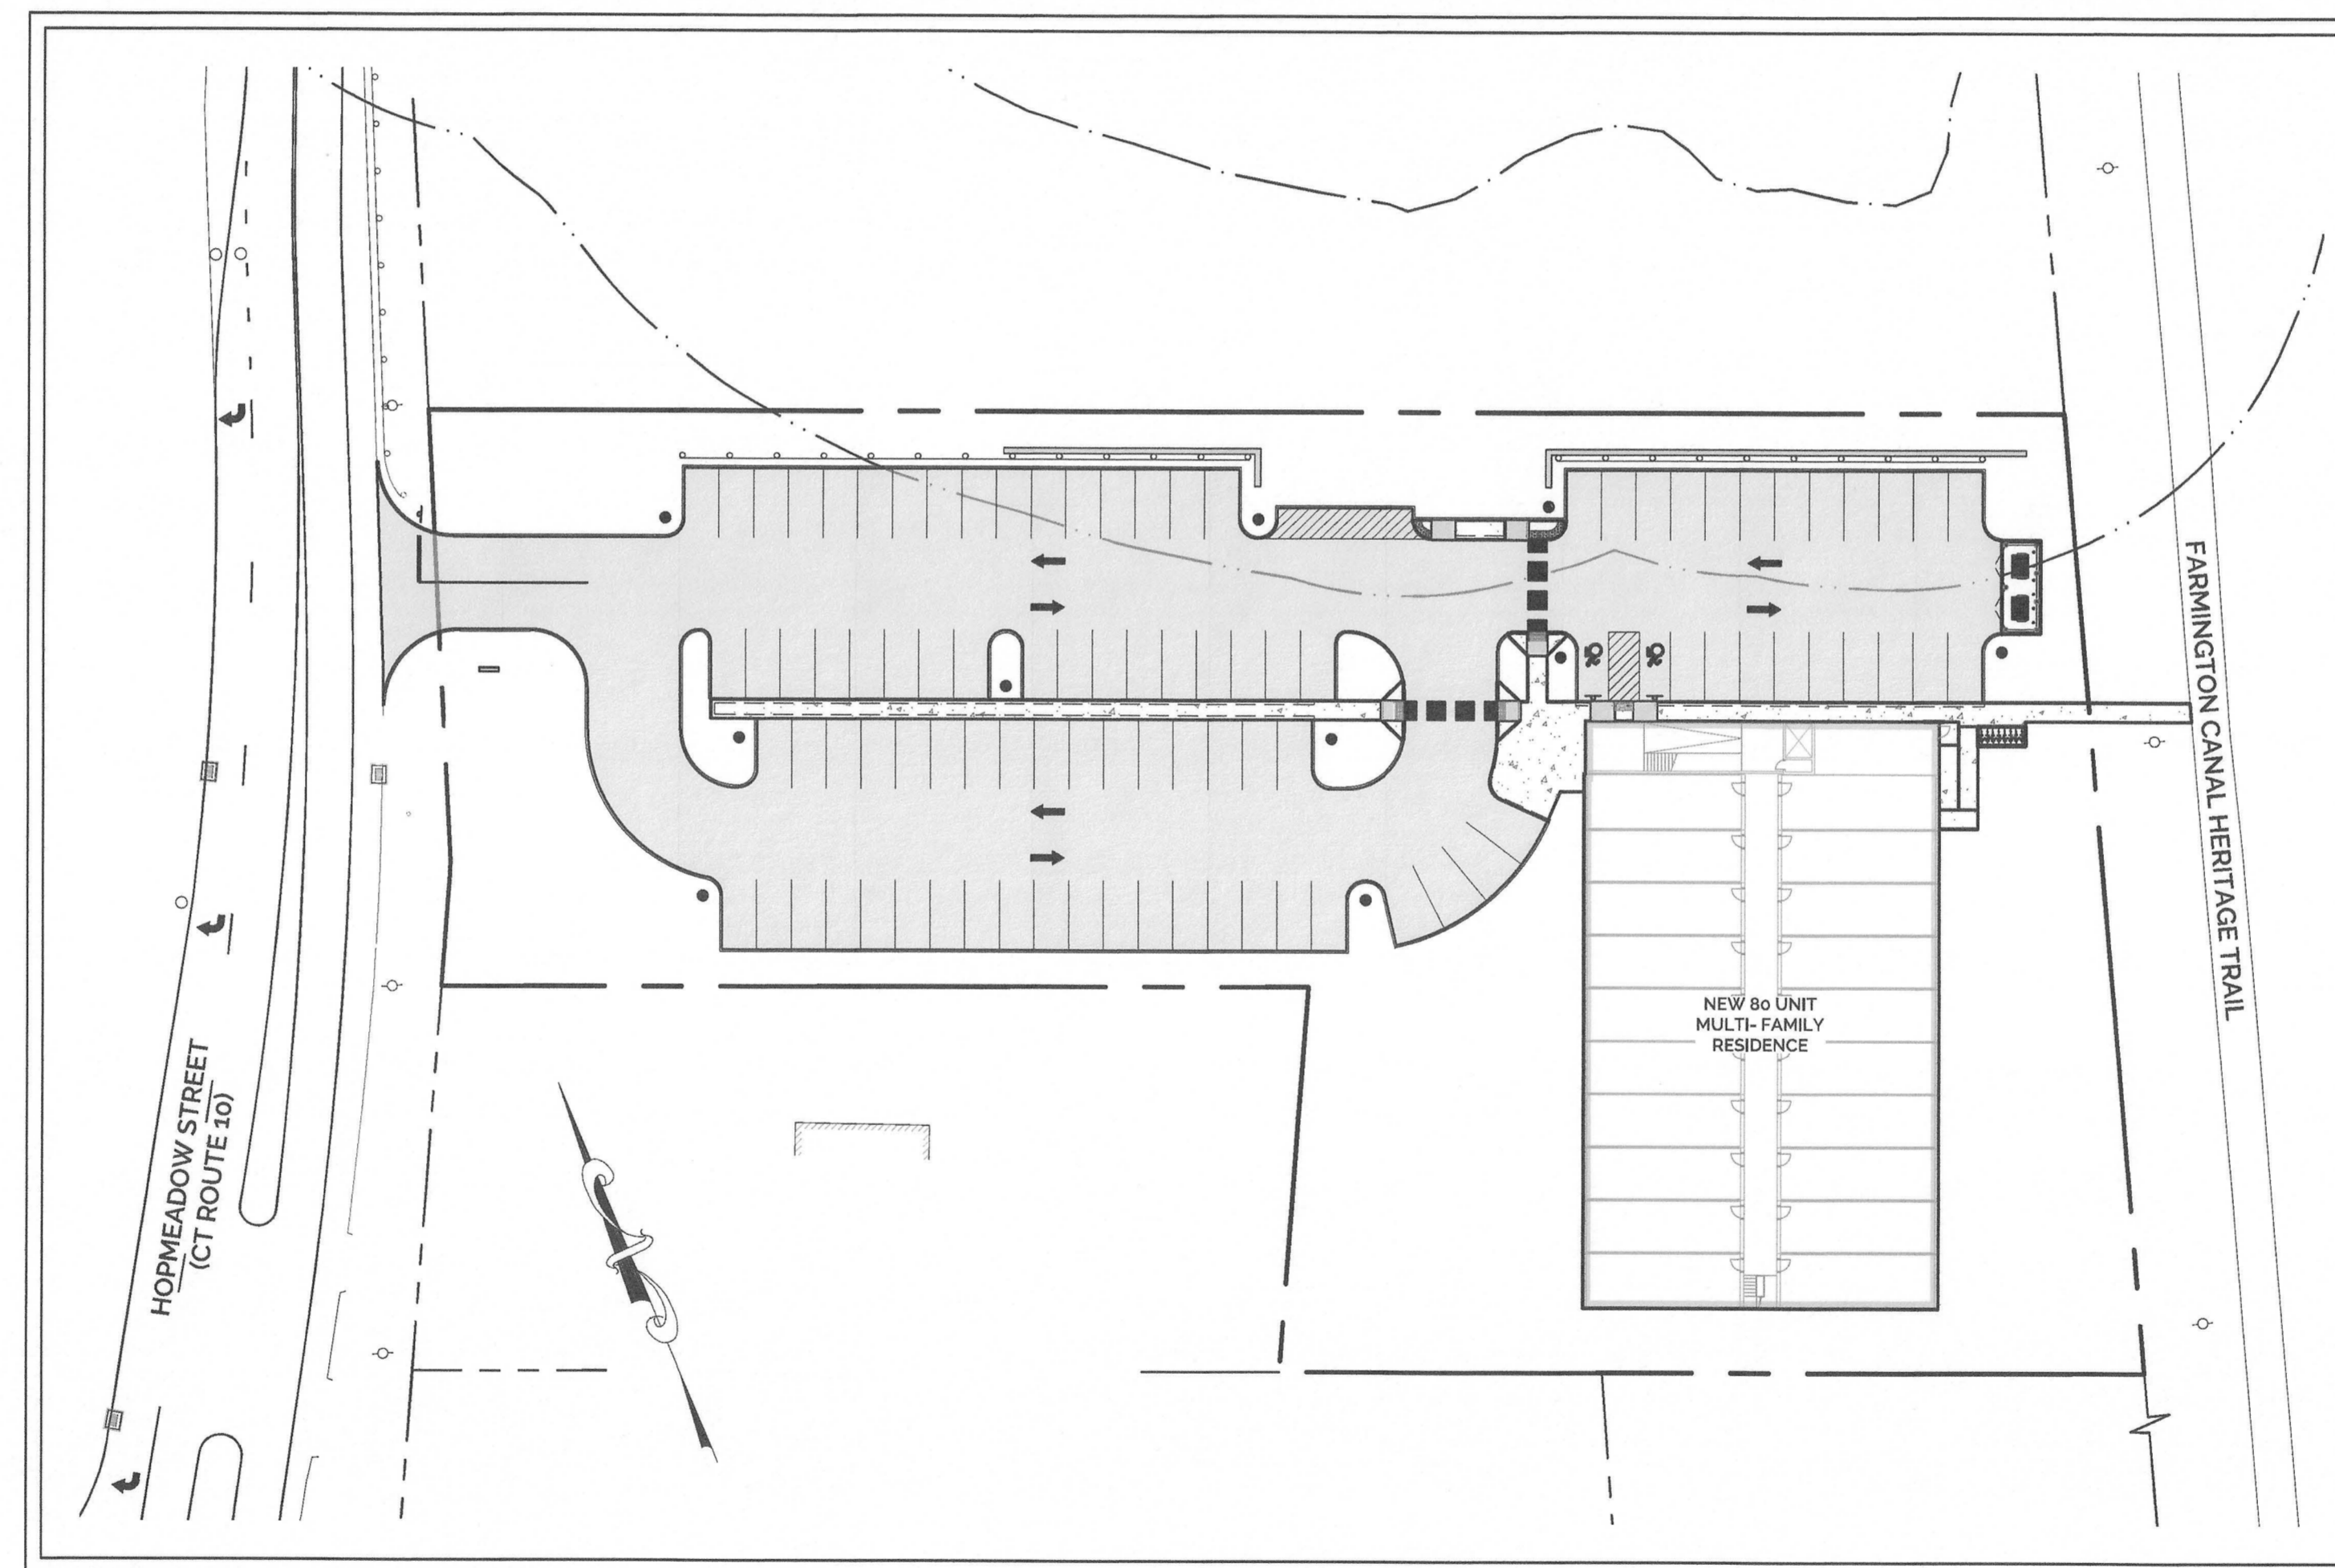 HOPMEADOW STREET
(CT ROUTE 10)
NEW 80 UNIT
MULTI- FAMILY
RESIDENCE
FARMINGTON CANAL HERITAGE TRAIL